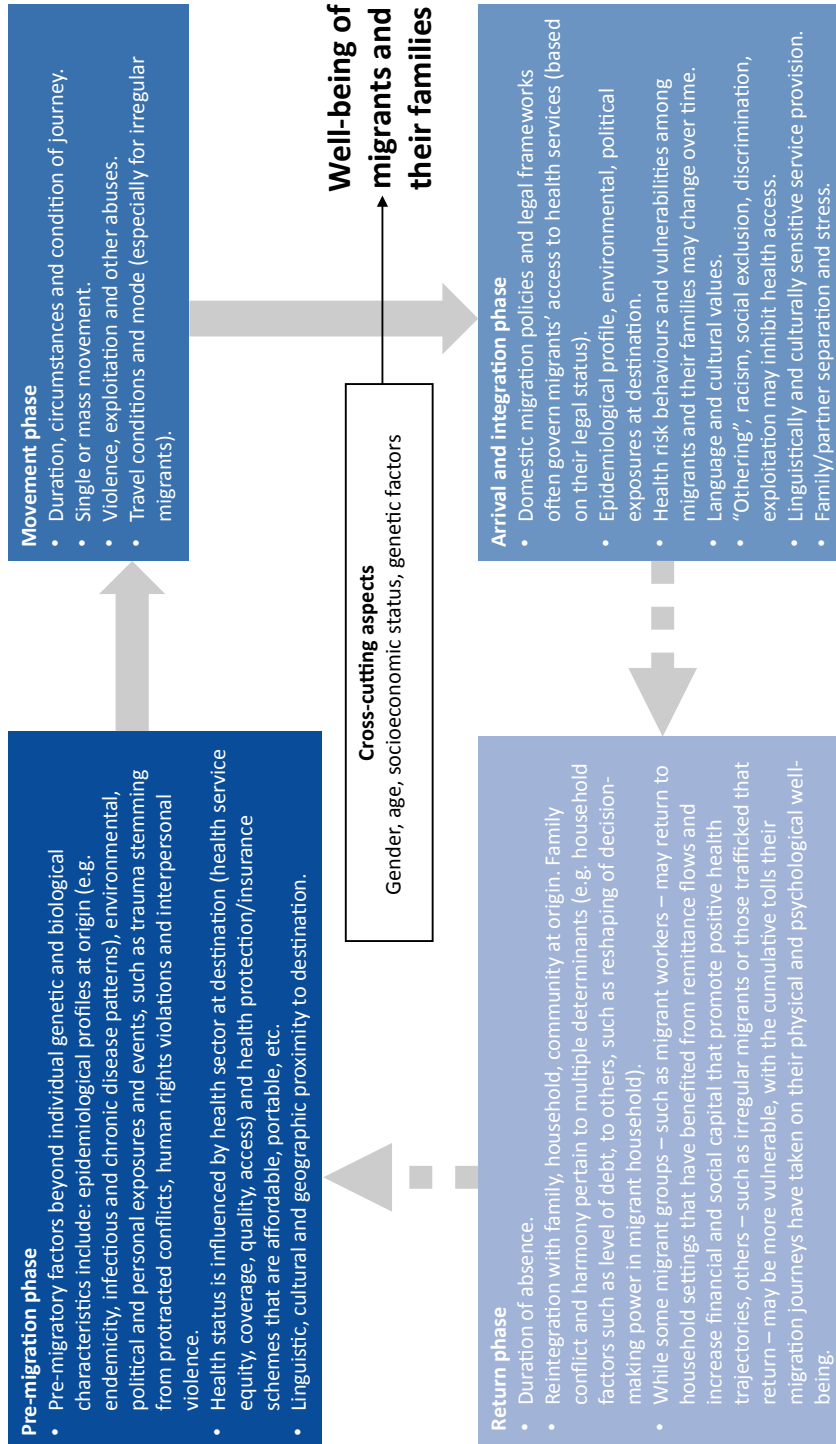 Pre-migration phase
• Pre-migratory factors beyond individual genetic and biological
characteristics include: epidemiological profiles at origin (e.g.
endemicity, infectious and chronic disease patterns), environmental,
political and personal exposures and events, such as trauma stemming
from protracted conflicts, human rights violations and interpersonal
violence.
• Health status is influenced by health sector at destination (health service
equity, coverage, quality, access) and health protection/insurance
schemes that are affordable, portable, etc.
• Linguistic, cultural and geographic proximity to destination.
Movement phase
• Duration, circumstances and condition of journey.
• Single or mass movement.
• Violence, exploitation and other abuses.
• Travel conditions and mode (especially for irregular
migrants).
Cross-cutting aspects
Gender, age, socioeconomic status, genetic factors
Well-being of
migrants and
their families
Return phase
• Duration of absence.
• Reintegration with family, household, community at origin. Family
conflict and harmony pertain to multiple determinants (e.g. household
factors such as level of debt, to others, such as reshaping of decision-
making power in migrant household).
• While some migrant groups – such as migrant workers – may return to
household settings that have benefited from remittance flows and
increase financial and social capital that promote positive health
trajectories, others – such as irregular migrants or those trafficked that
return – may be more vulnerable, with the cumulative tolls their
migration journeys have taken on their physical and psychological well-
being.
Arrival and integration phase
• Domestic migration policies and legal frameworks
often govern migrants’ access to health services (based
on their legal status).
• Epidemiological profile, environmental, political
exposures at destination.
• Health risk behaviours and vulnerabilities among
migrants and their families may change over time.
• Language and cultural values.
• “Othering”, racism, social exclusion, discrimination,
exploitation may inhibit health access.
• Linguistically and culturally sensitive service provision.
• Family/partner separation and stress.